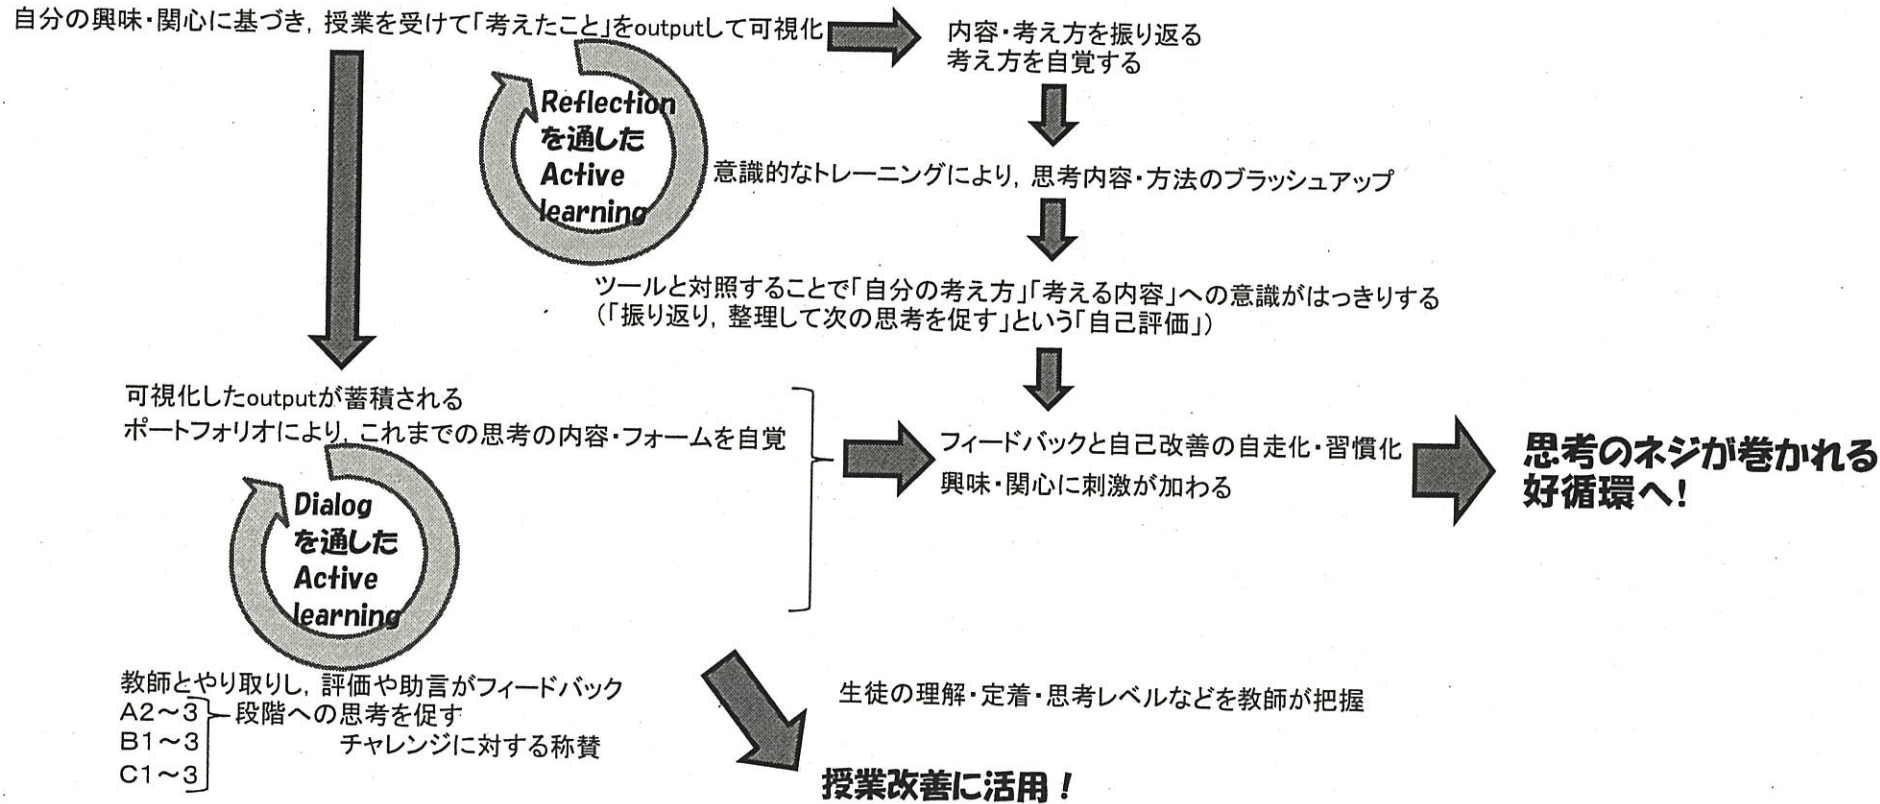 自分の興味・関心に基づき，授業を受けて「考えたこと」をoutputして可視化
内容・考え方を振り返る
考え方を自覚する
Reflection
を通した
Active
learning
意識的なトレーニングにより，思考内容・方法のブラッシュアップ
ツールと対照することで「自分の考え方」「考える内容」への意識がはっきりする
（「振り返り，整理して次の思考を促す」という「自己評価」）
可視化したoutputが蓄積される
ポートフォリオにより，これまでの思考の内容・フォームを自覚
フィードバックと自己改善の自走化・習慣化
興味・関心に刺激が加わる
思考のネジが巻かれる
好循環へ！
Dialog
を通した
Active
learning
教師とやり取りし，評価や助言がフィードバック
A2～3
段階への思考を促す
B1～3
チャレンジに対する称賛
C1～3
生徒の理解・定着・思考レベルなどを教師が把握
授業改善に活用！